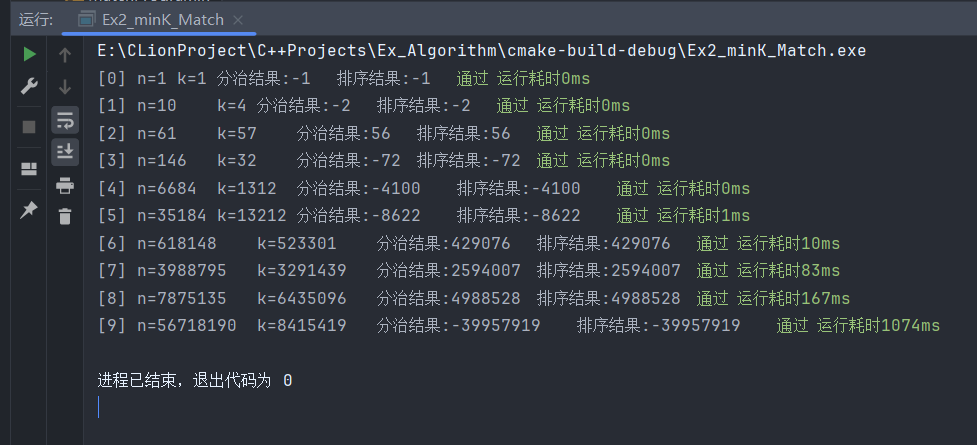 运行: Ex2_minK_Match ×
E:\CLionProject\C++Projects\Ex_Algorithm\cmake-build-debug\Ex2_minK_Match.exe
[0] n=1 k=1 分治结果:-1 排序结果:-1 通过 运行耗时0ms
[1] n=10 k=4 分治结果:-2 排序结果:-2 通过 运行耗时0ms
[2] n=61 k=57 分治结果:56 排序结果:56 通过 运行耗时0ms
[3] n=146 k=32 分治结果:-72 排序结果:-72 通过 运行耗时0ms
[4] n=6684 k=1312 分治结果:-4100 排序结果:-4100 通过 运行耗时0ms
[5] n=35184 k=13212 分治结果:-8622 排序结果:-8622 通过 运行耗时1ms
[6] n=618148 k=523301 分治结果:429076 排序结果:429076 通过 运行耗时10ms
[7] n=3988795 k=3291439 分治结果:2594007 排序结果:2594007 通过 运行耗时83ms
[8] n=7875135 k=6435096 分治结果:4988528 排序结果:4988528 通过 运行耗时167ms
[9] n=56718190 k=8415419 分治结果:-39957919 排序结果:-39957919 通过 运行耗时1074ms
进程已结束，退出代码为 0